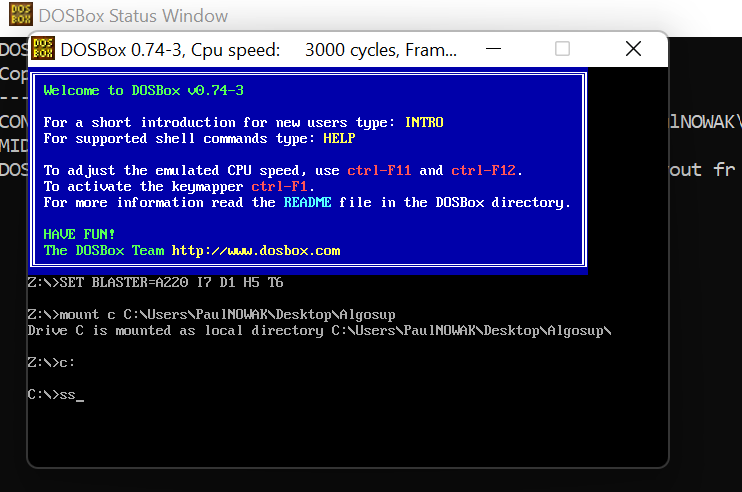 DOSBox Status Window
DOSBox 0.74-3, Cpu speed: 3000 cycles, Fram...
Welcome to DOSBox v0.74-3
For a short introduction for new users type: INTRO
For supported shell commands type: HELP
To adjust the emulated CPU speed, use ctrl-F11 and ctrl-F12.
To activate the keymapper ctrl-F1.
For more information read the README file in the DOSBox directory.
HAVE FUN!
The DOSBox Team http://www.dosbox.com
Z:\>SET BLASTER=A220 I7 D1 H5 T6
Z:\>mount c C:\Users\PaulNOWAK\Desktop\Algosup
Drive C is mounted as local directory C:\Users\PaulNOWAK\Desktop\Algosup\
Z:\>c:
C:\>ss_
DOS
Cop
---
CON lNOWAK\
MID
DOS out fr